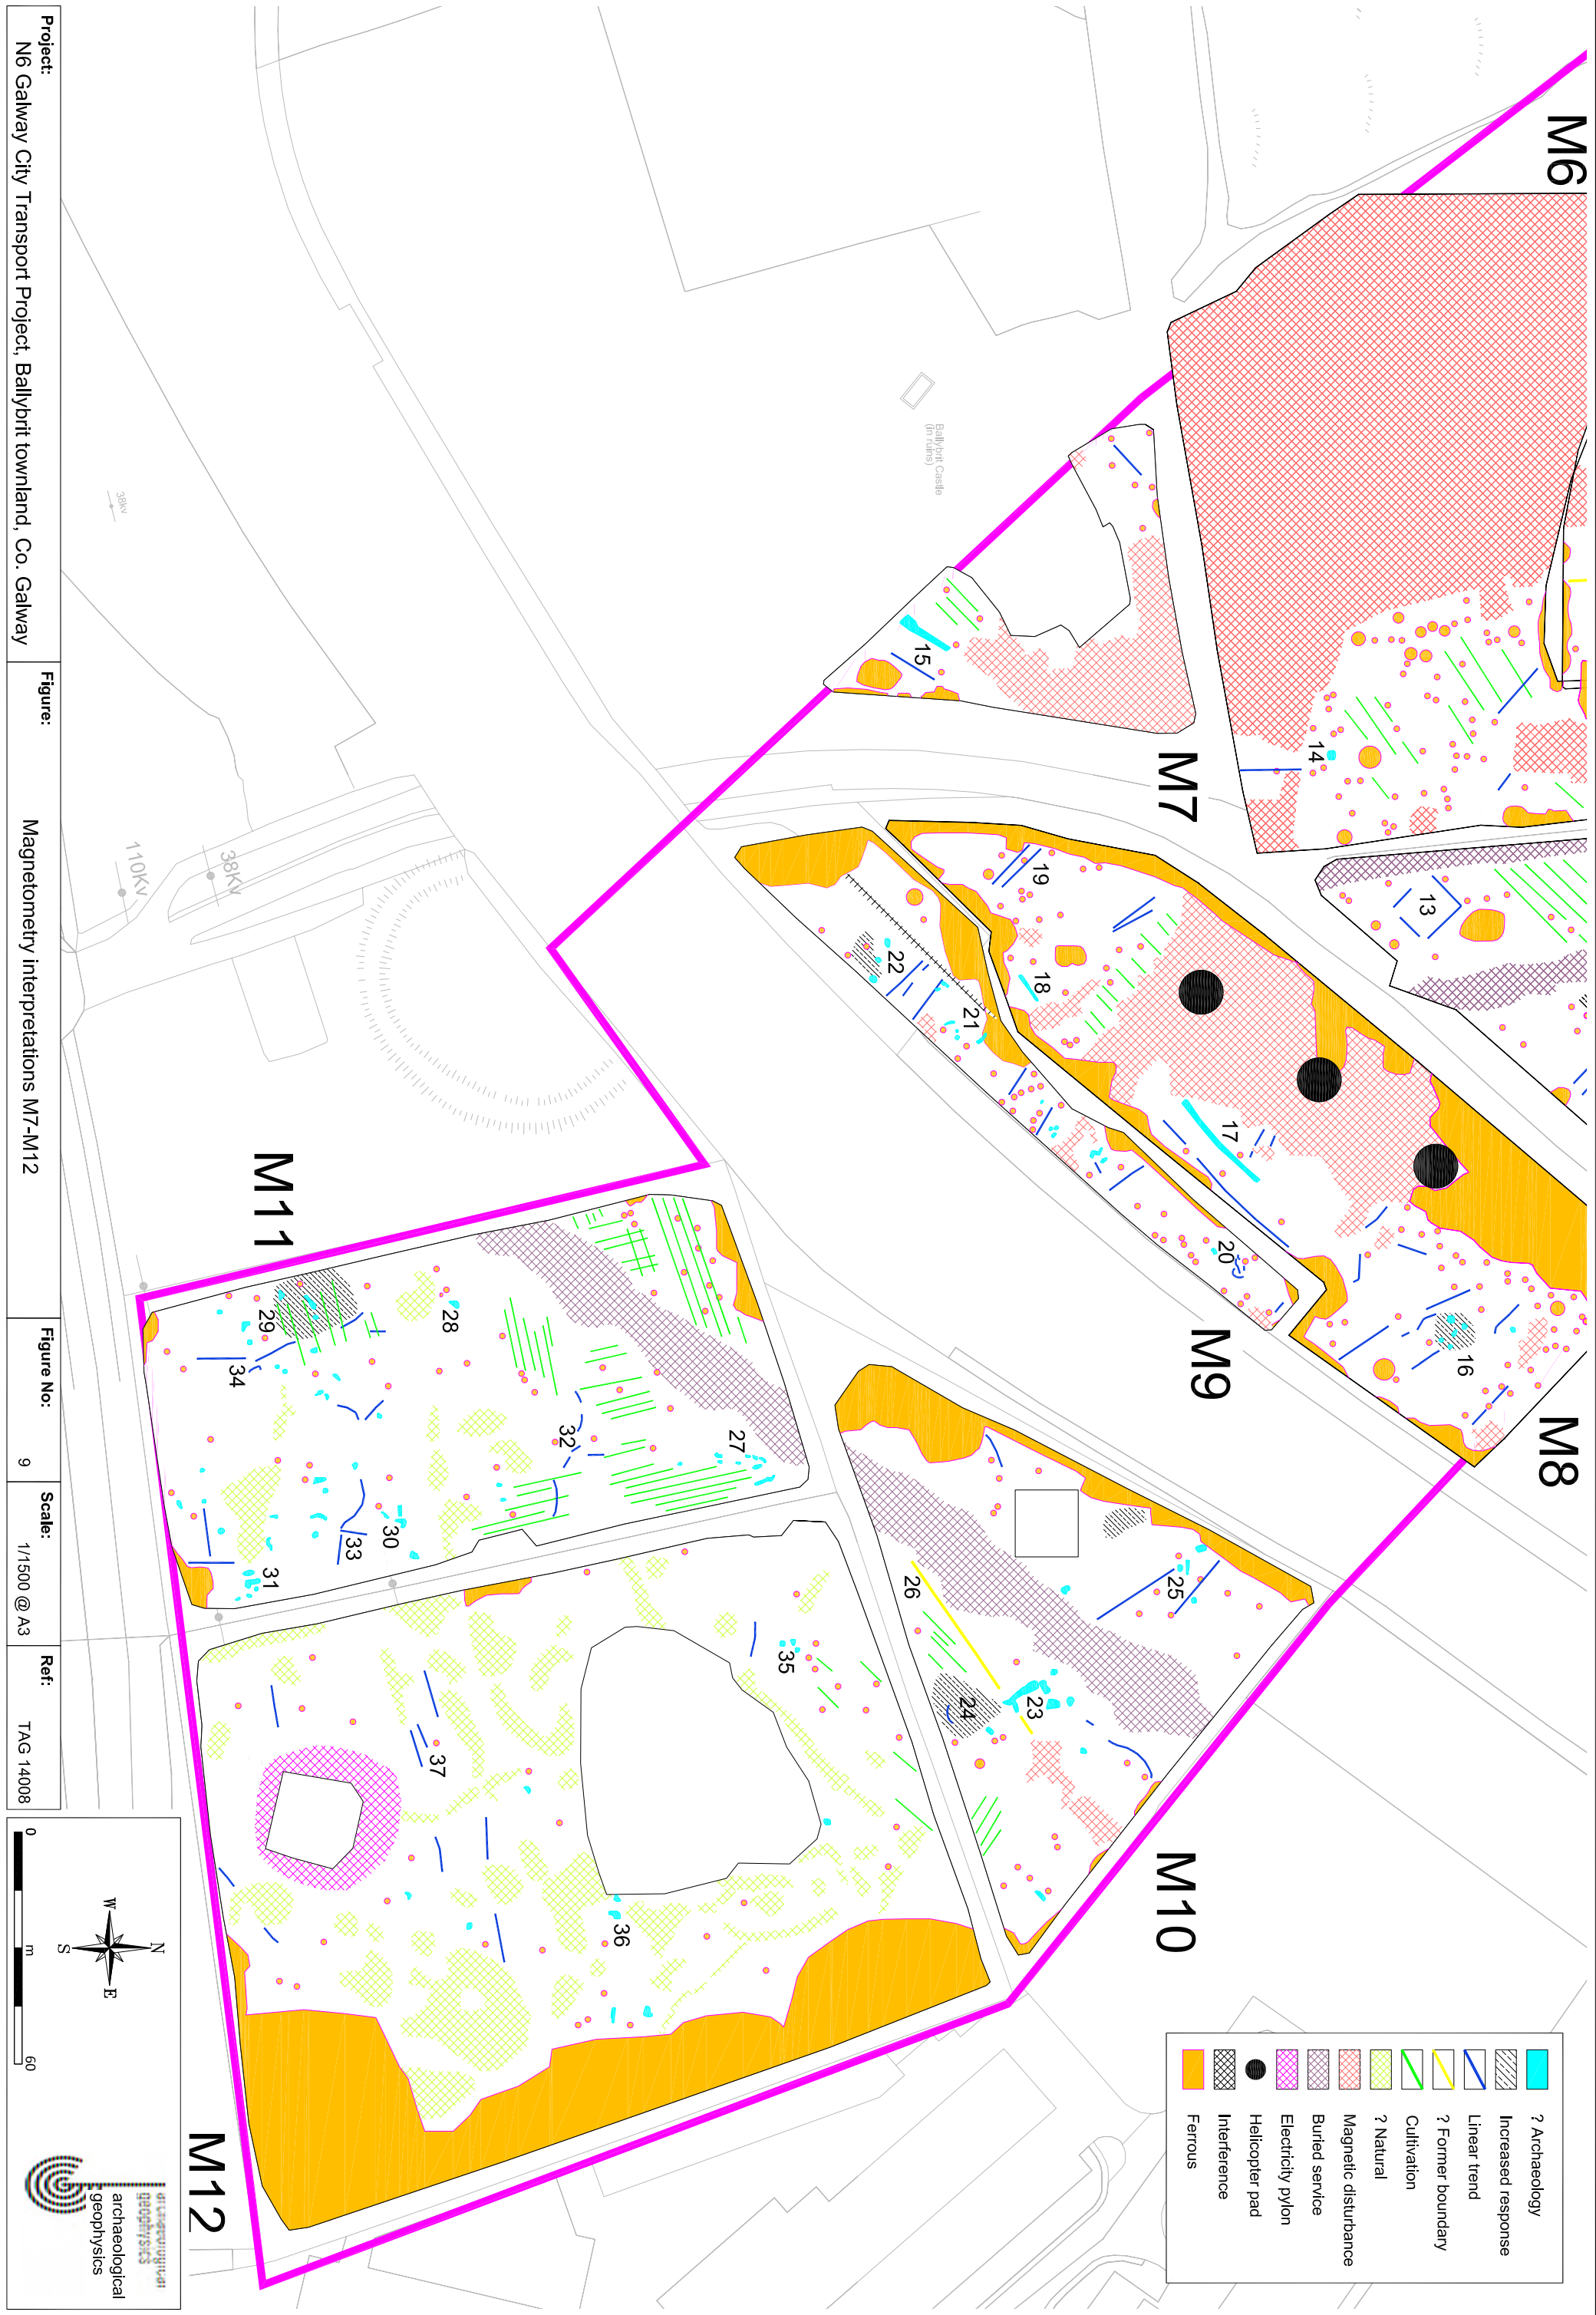 M6
M7
M8
M9
M10
M11
M12
13
14
15
16
17
18
19
20
21
22
23
24
25
26
27
28
29
30
31
32
33
34
35
36
37
Ballybrit Castle
(in ruins)
38kv
38Kv
110Kv
? Archaeology
Increased response
Linear trend
? Former boundary
Cultivation
? Natural
Magnetic disturbance
Buried service
Electricity pylon
Helicopter pad
Interference
Ferrous
Project:
N6 Galway City Transport Project, Ballybrit townland, Co. Galway
Figure:
Magnetometry interpretations M7-M12
Figure No:
9
Scale:
1/1500 @ A3
Ref:
TAG 14008
N
W
E
S
0 m 60
archaeological
geophysics
archaeological
geophysics